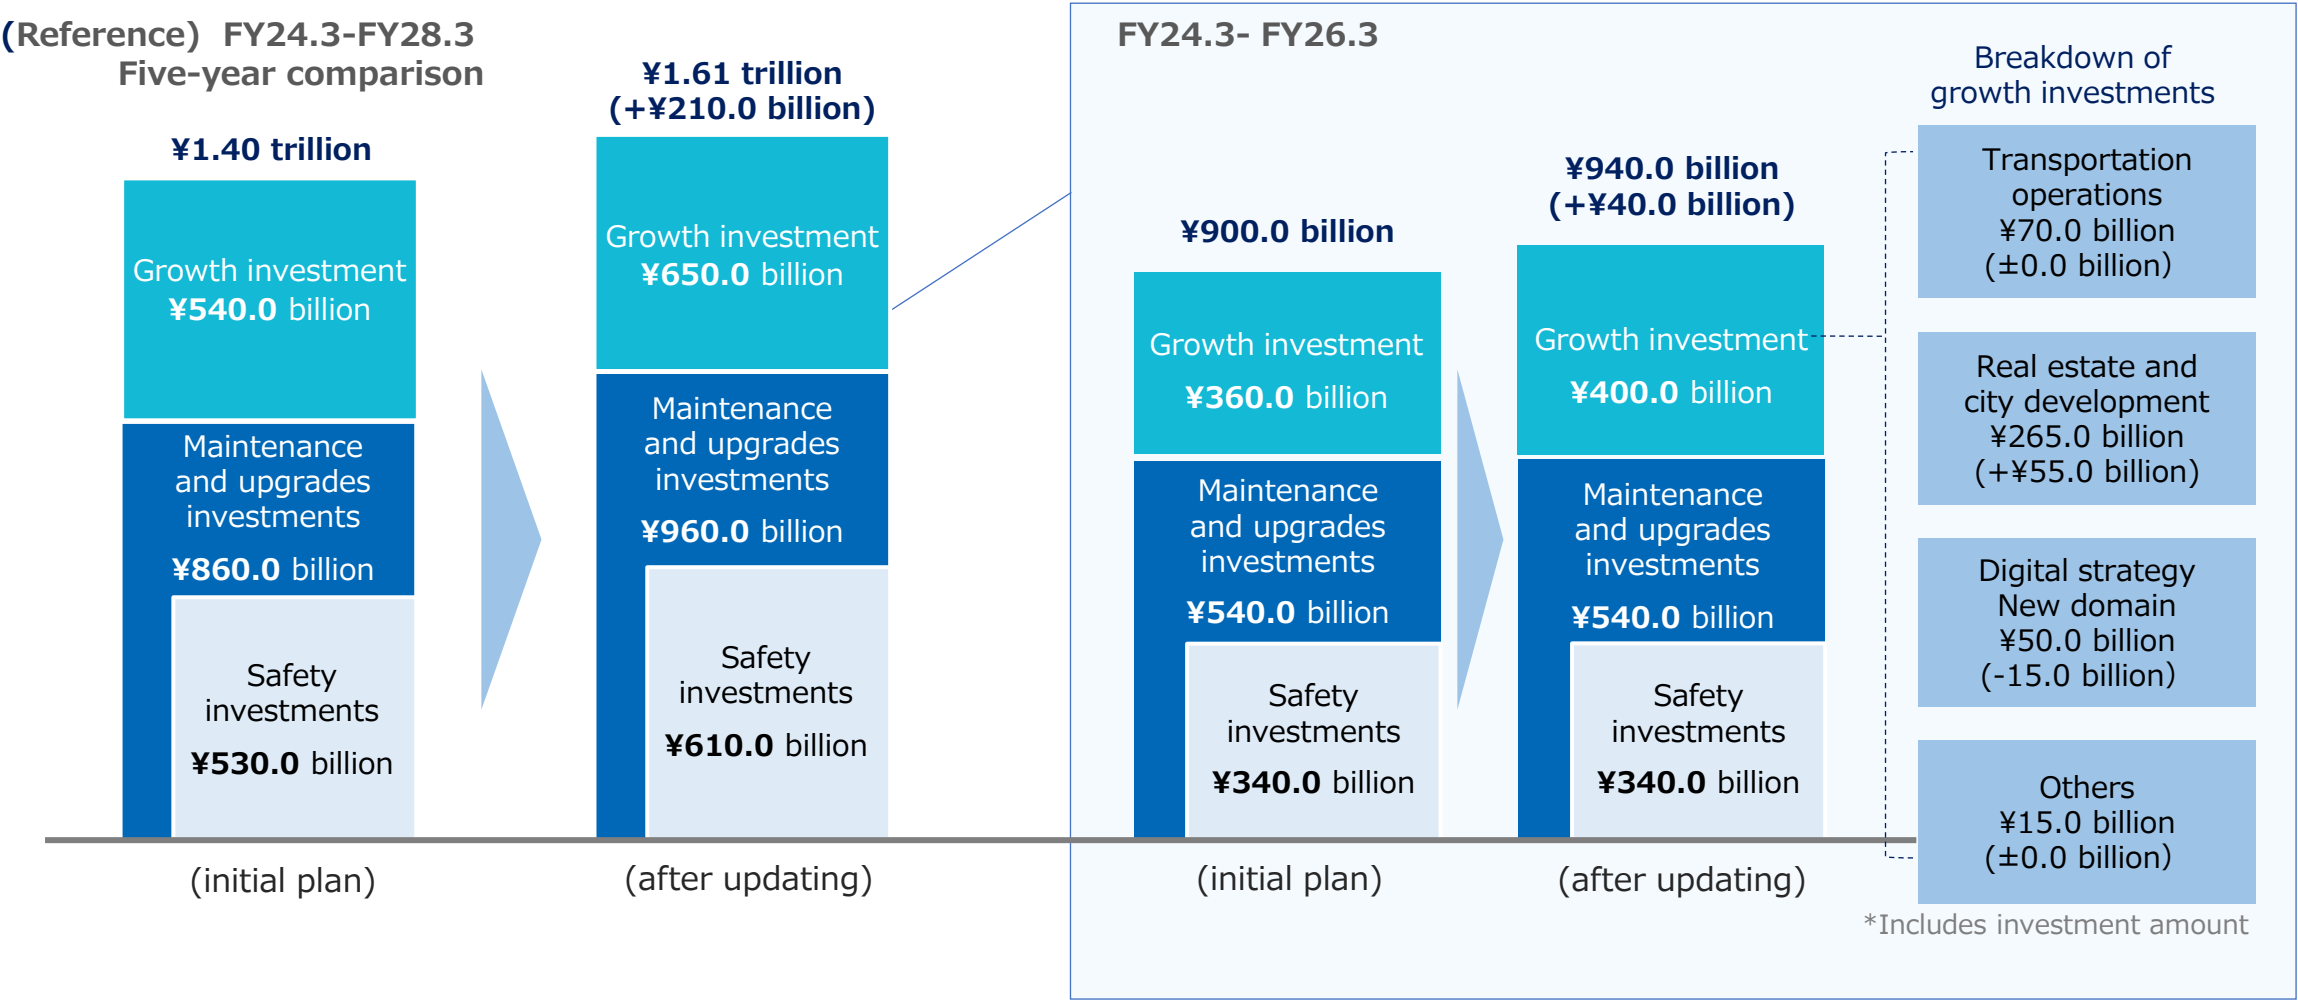 (Reference) FY24.3-FY28.3
Five-year comparison
¥1.40 trillion
Growth investment
¥540.0 billion
Maintenance
and upgrades
investments
¥860.0 billion
Safety
investments
¥530.0 billion
(initial plan)
¥1.61 trillion
(+¥210.0 billion)
Growth investment
¥650.0 billion
Maintenance
and upgrades
investments
¥960.0 billion
Safety
investments
¥610.0 billion
(after updating)
FY24.3- FY26.3
¥900.0 billion
Growth investment
¥360.0 billion
Maintenance
and upgrades
investments
¥540.0 billion
Safety
investments
¥340.0 billion
(initial plan)
¥940.0 billion
(+¥40.0 billion)
Growth investment
¥400.0 billion
Maintenance
and upgrades
investments
¥540.0 billion
Safety
investments
¥340.0 billion
(after updating)
Breakdown of
growth investments
Transportation
operations
¥70.0 billion
(±0.0 billion)
Real estate and
city development
¥265.0 billion
(+¥55.0 billion)
Digital strategy
New domain
¥50.0 billion
(-15.0 billion)
Others
¥15.0 billion
(±0.0 billion)
*Includes investment amount